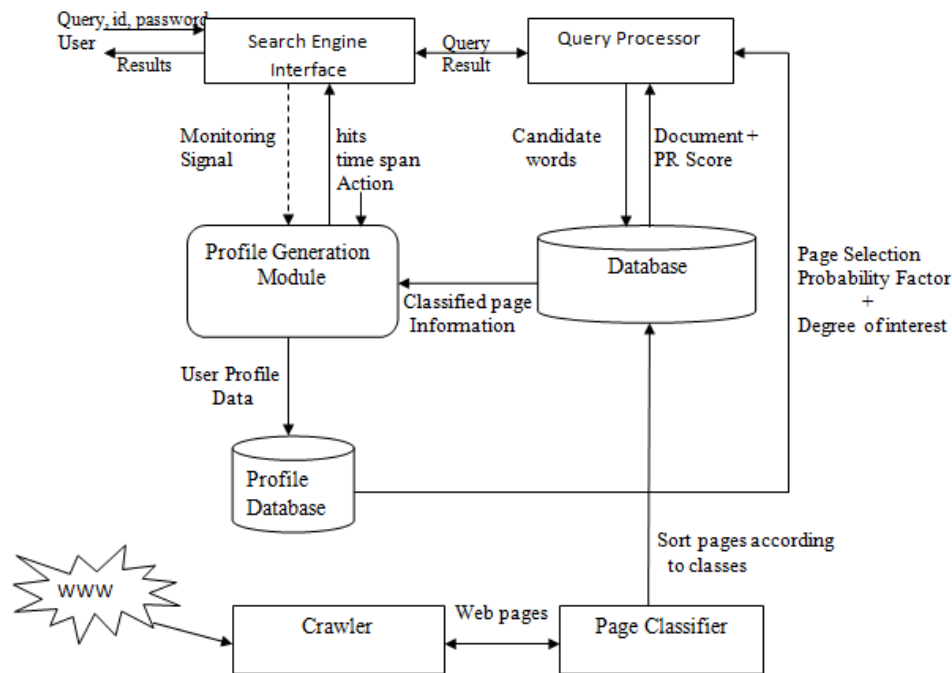 Query, id, password
User
Results
Search Engine
Interface
Query
Result
Query Processor
Monitoring
Signal
hits
time span
Action
Candidate
words
Document +
PR Score
Profile Generation
Module
Classified page
Information
Database
Page Selection
Probability Factor
+
Degree of interest
User Profile
Data
Profile
Database
Sort pages according
to classes
WWW
Crawler
Web pages
Page Classifier